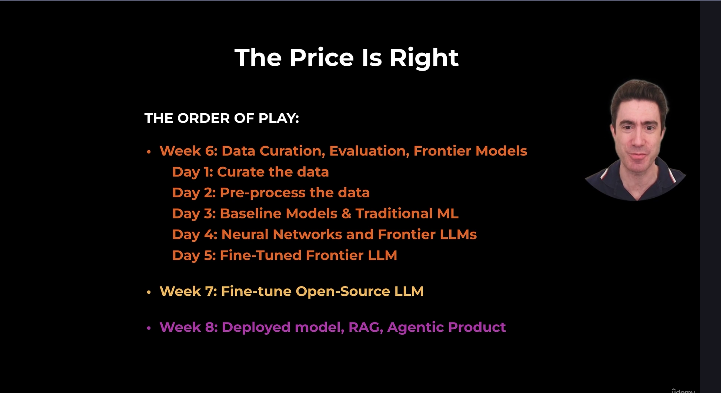 The Price Is Right
THE ORDER OF PLAY:
• Week 6: Data Curation, Evaluation, Frontier Models
Day 1: Curate the data
Day 2: Pre-process the data
Day 3: Baseline Models & Traditional ML
Day 4: Neural Networks and Frontier LLMs
Day 5: Fine-Tuned Frontier LLM
• Week 7: Fine-tune Open-Source LLM
• Week 8: Deployed model, RAG, Agentic Product
ûdemy